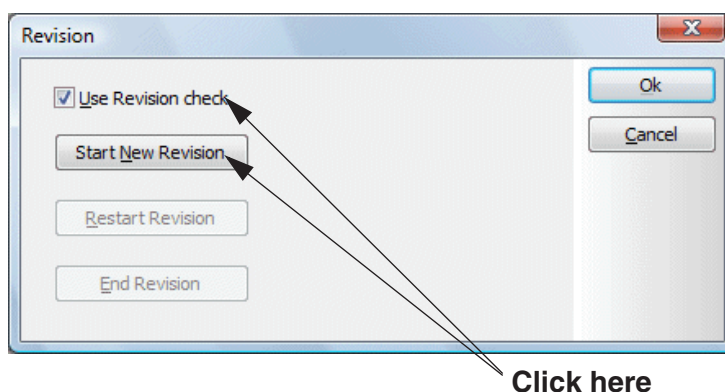 Revision
Use Revision check
Ok
Start New Revision
Cancel
Restart Revision
End Revision
Click here